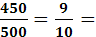 450/500 = 9/10 =